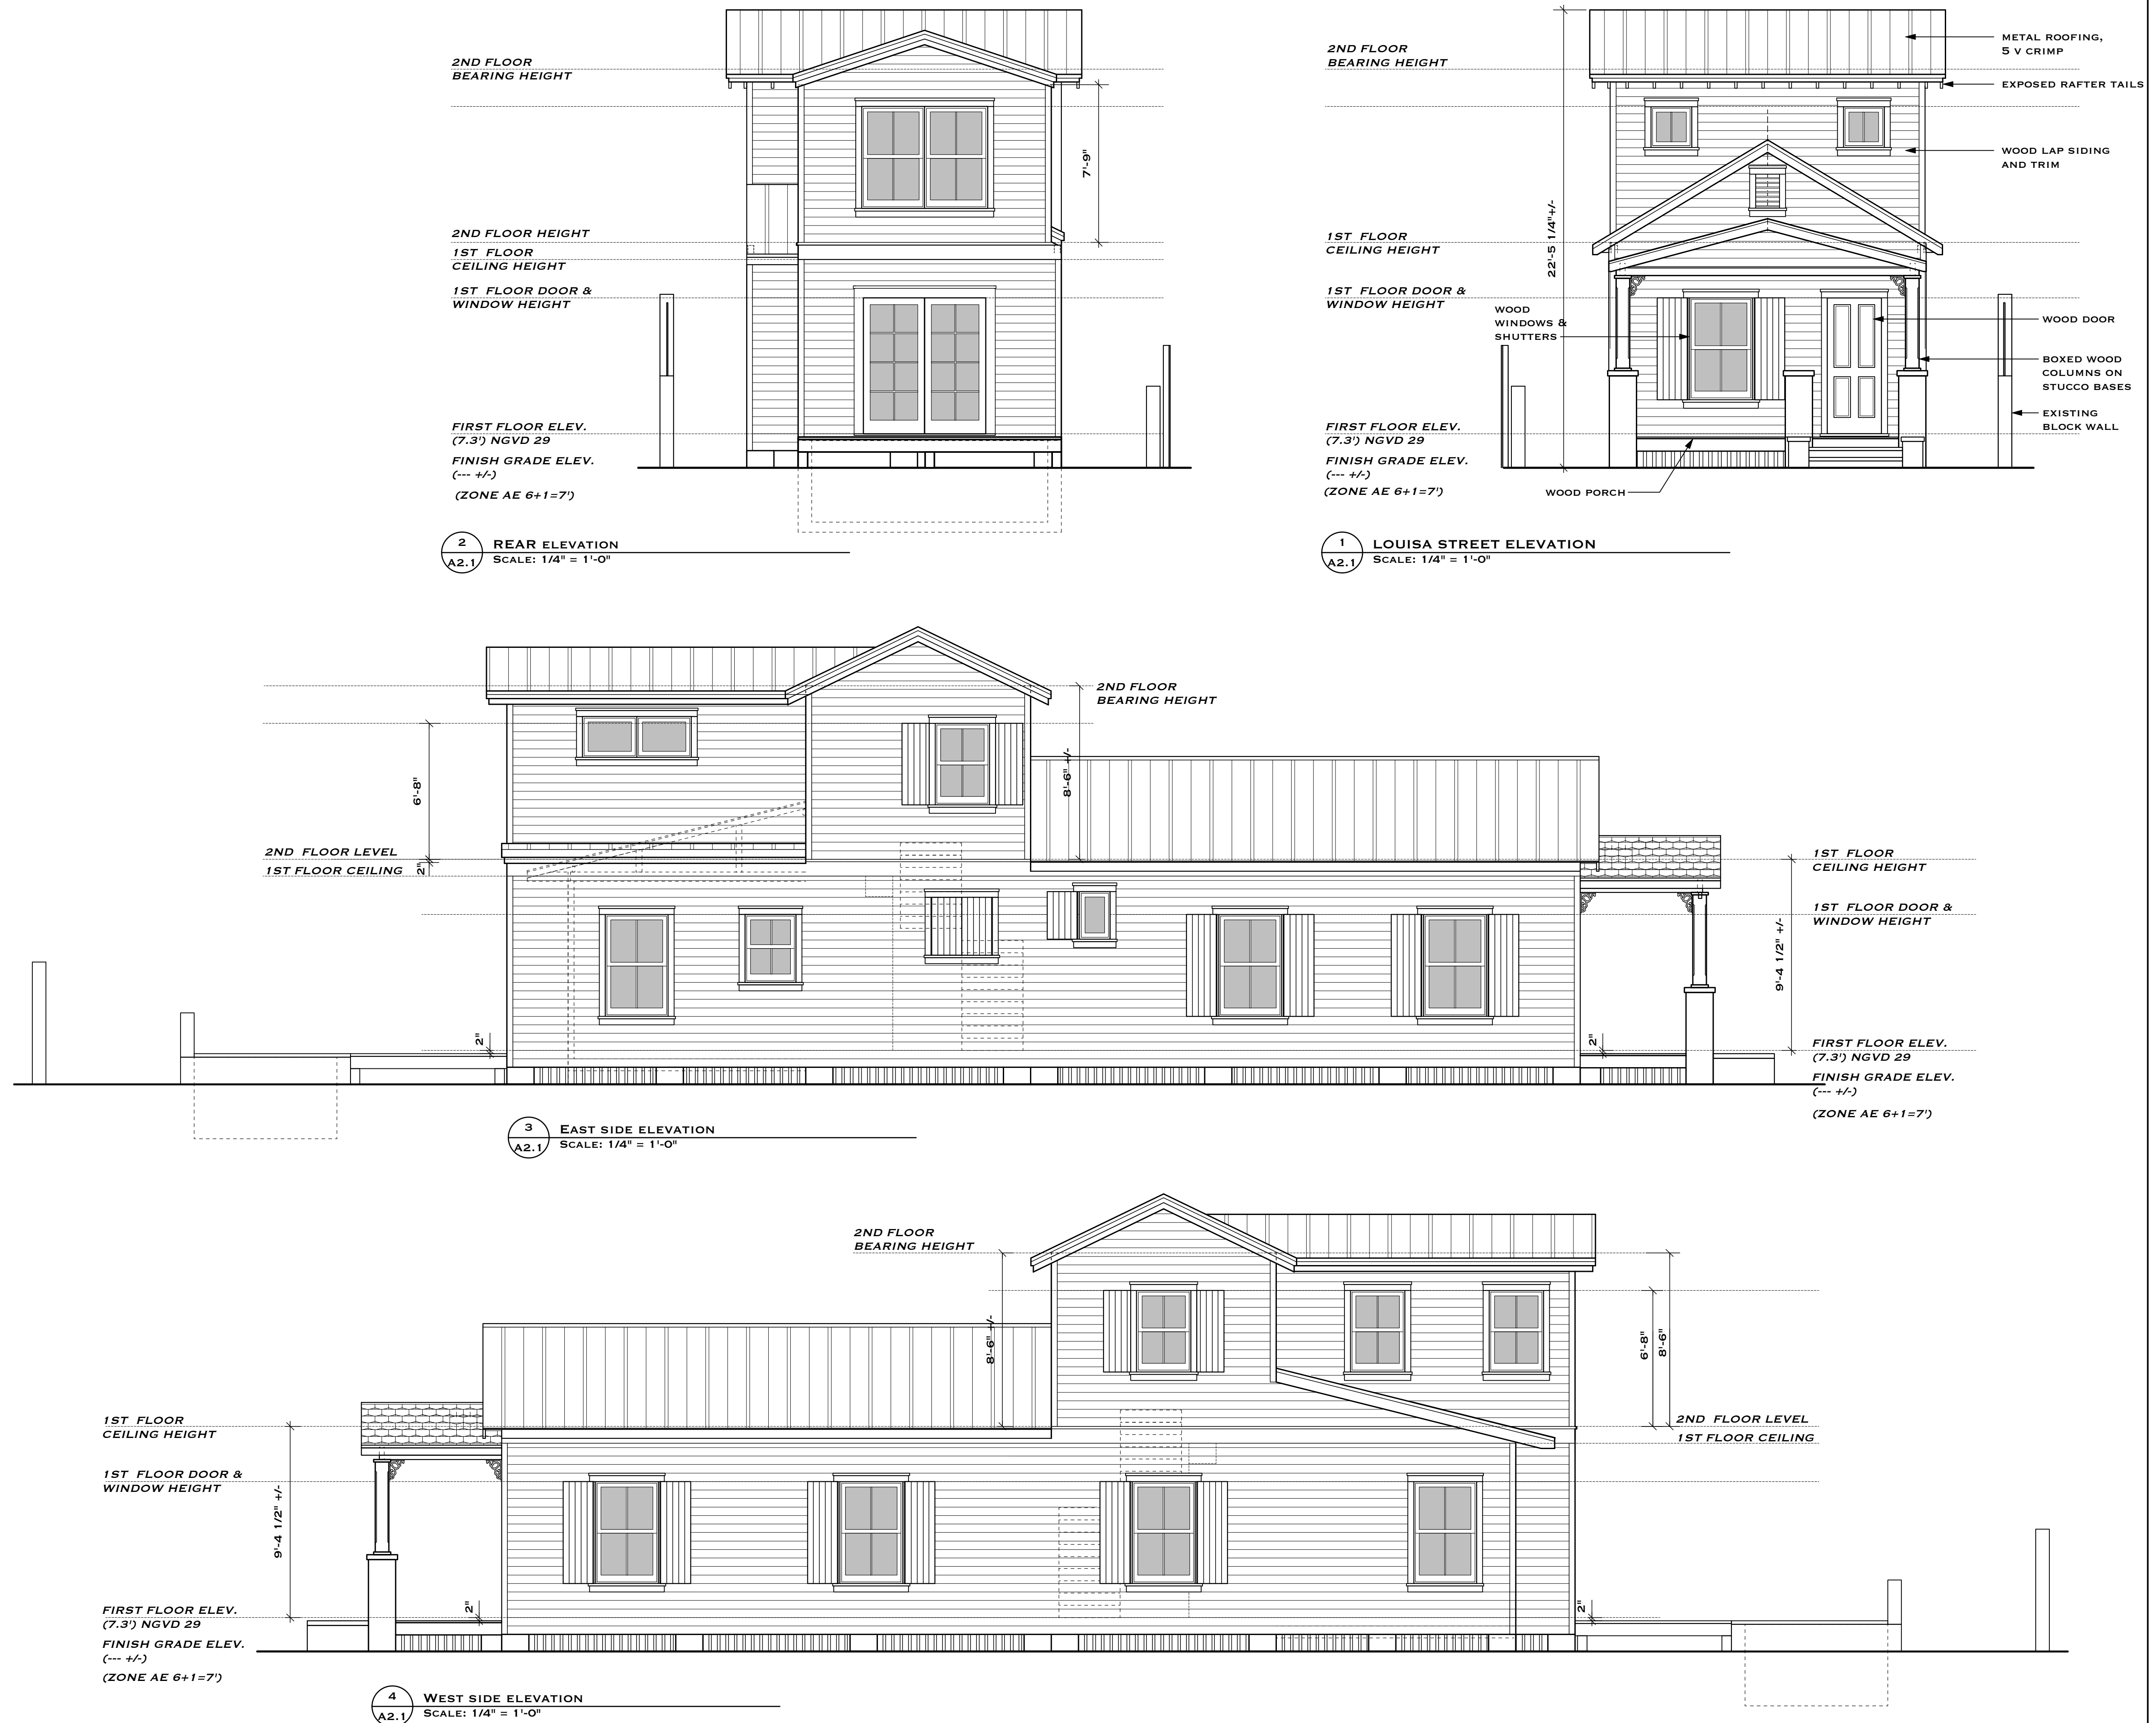 2ND FLOOR
BEARING HEIGHT
7'-9"
2ND FLOOR HEIGHT
1ST FLOOR
CEILING HEIGHT
1ST FLOOR DOOR &
WINDOW HEIGHT
FIRST FLOOR ELEV.
(7.3') NGVD 29
FINISH GRADE ELEV.
(--- +/-)
(ZONE AE 6+1=7')
2
A2.1
REAR ELEVATION
SCALE: 1/4" = 1'-0"
2ND FLOOR
BEARING HEIGHT
22'-5 1/4"+/-
1ST FLOOR
CEILING HEIGHT
1ST FLOOR DOOR &
WINDOW HEIGHT
WOOD
WINDOWS &
SHUTTERS
FIRST FLOOR ELEV.
(7.3') NGVD 29
FINISH GRADE ELEV.
(--- +/-)
(ZONE AE 6+1=7')
WOOD PORCH
METAL ROOFING,
5 V CRIMP
EXPOSED RAFTER TAILS
WOOD LAP SIDING
AND TRIM
WOOD DOOR
BOXED WOOD
COLUMNS ON
STUCCO BASES
EXISTING
BLOCK WALL
1
A2.1
LOUISA STREET ELEVATION
SCALE: 1/4" = 1'-0"
2ND FLOOR
BEARING HEIGHT
6'-8"
8'-6" +/-
2ND FLOOR LEVEL
1ST FLOOR CEILING
2"
1ST FLOOR
CEILING HEIGHT
1ST FLOOR DOOR &
WINDOW HEIGHT
9'-4 1/2" +/-
2"
2"
FIRST FLOOR ELEV.
(7.3') NGVD 29
FINISH GRADE ELEV.
(--- +/-)
(ZONE AE 6+1=7')
3
A2.1
EAST SIDE ELEVATION
SCALE: 1/4" = 1'-0"
2ND FLOOR
BEARING HEIGHT
8'-6" +/-
6'-8"
8'-6"
2ND FLOOR LEVEL
1ST FLOOR CEILING
1ST FLOOR
CEILING HEIGHT
1ST FLOOR DOOR &
WINDOW HEIGHT
9'-4 1/2" +/-
2"
2"
FIRST FLOOR ELEV.
(7.3') NGVD 29
FINISH GRADE ELEV.
(--- +/-)
(ZONE AE 6+1=7')
4
A2.1
WEST SIDE ELEVATION
SCALE: 1/4" = 1'-0"